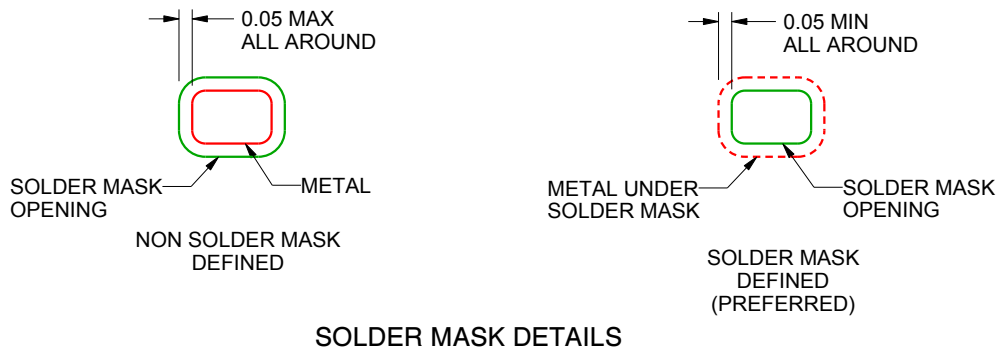 0.05 MAX
ALL AROUND
SOLDER MASK
OPENING
METAL
NON SOLDER MASK
DEFINED
0.05 MIN
ALL AROUND
METAL UNDER
SOLDER MASK
SOLDER MASK
OPENING
SOLDER MASK
DEFINED
(PREFERRED)
SOLDER MASK DETAILS